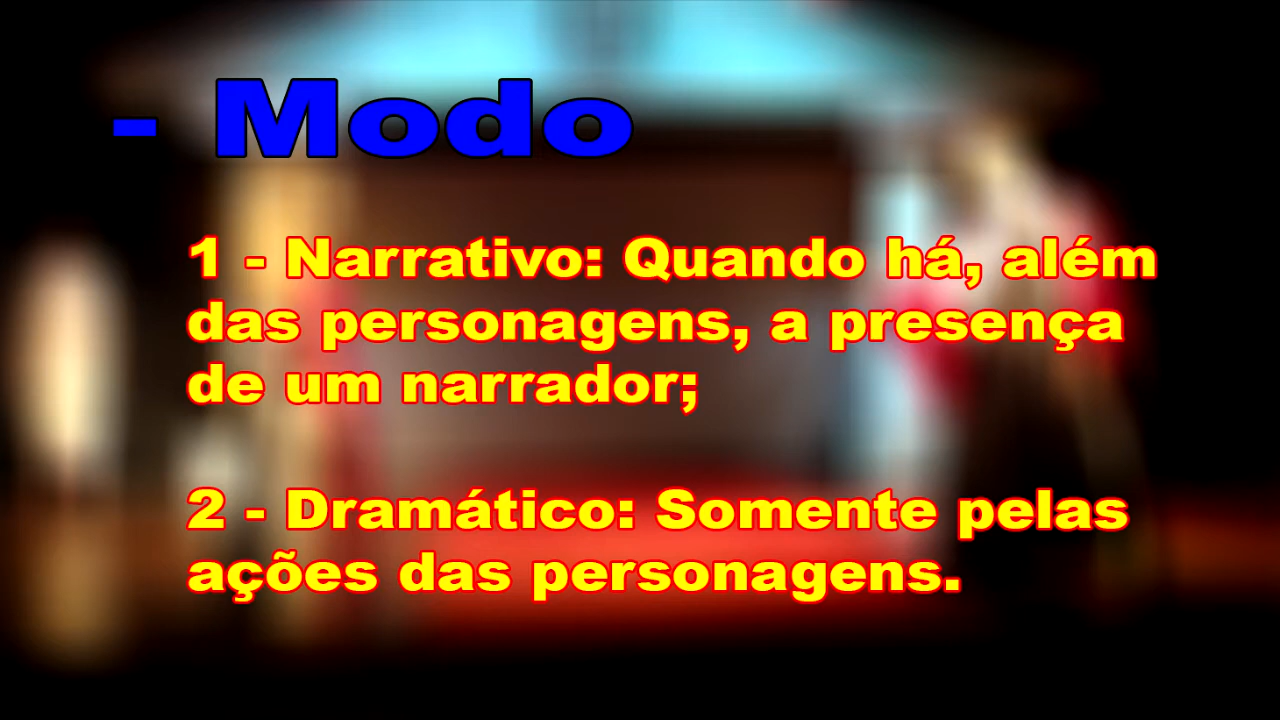 - Modo
1 - Narrativo: Quando há, além
das personagens, a presença
de um narrador;
2 - Dramático: Somente pelas
ações das personagens.